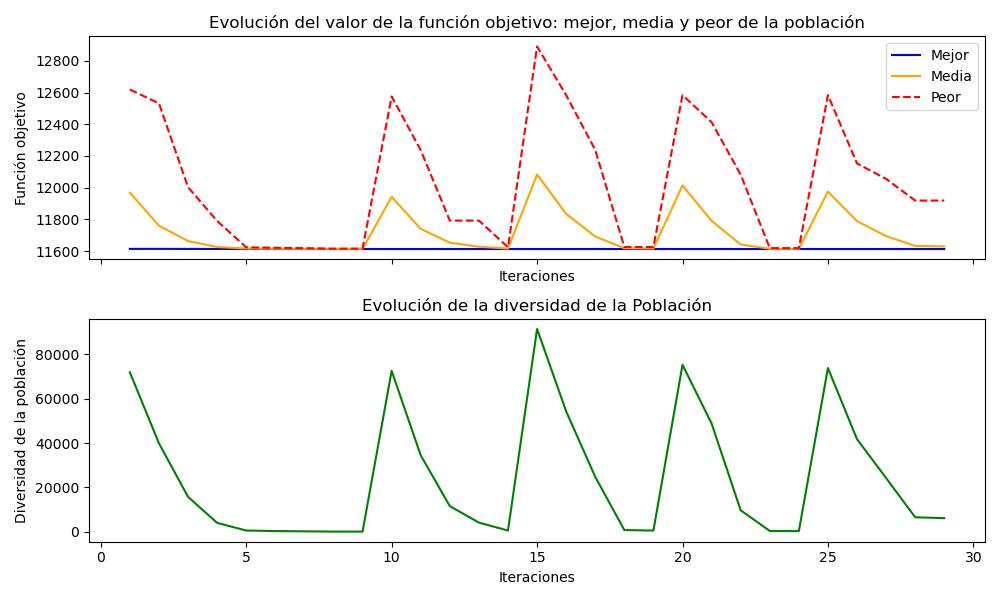 Evolución del valor de la función objetivo: mejor, media y peor de la población
Función objetivo
12800
12600
12400
12200
12000
11800
11600
Mejor
Media
Peor
Iteraciones
Evolución de la diversidad de la Población
Diversidad de la población
80000
60000
40000
20000
0
0 5 10 15 20 25 30
Iteraciones